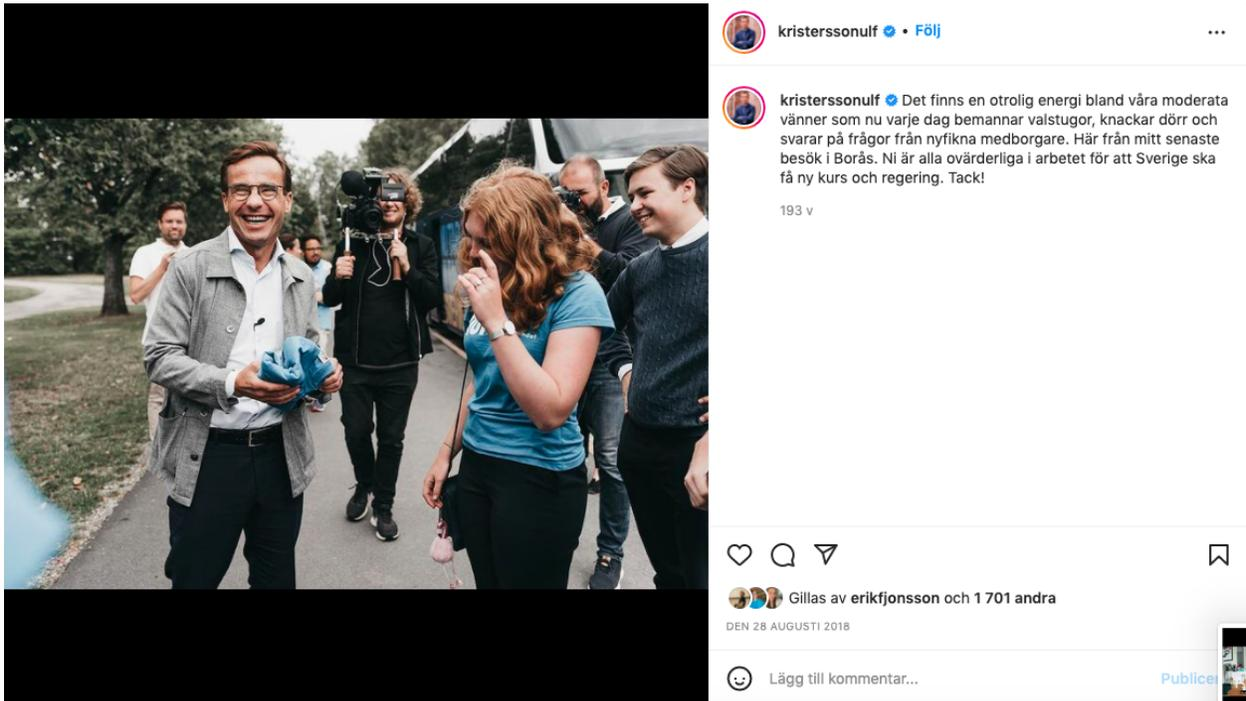 kristerssonulf • Följ
kristerssonulf Det finns en otrolig energi bland våra moderata
vänner som nu varje dag bemannar valstugor, knackar dörr och
svarar på frågor från nyfikna medborgare. Här från mitt senaste
besök i Borås. Ni är alla ovärderliga i arbetet för att Sverige ska
få ny kurs och regering. Tack!
193 v
Gillas av erikfjonsson och 1 701 andra
DEN 28 AUGUSTI 2018
Lägg till kommentar...